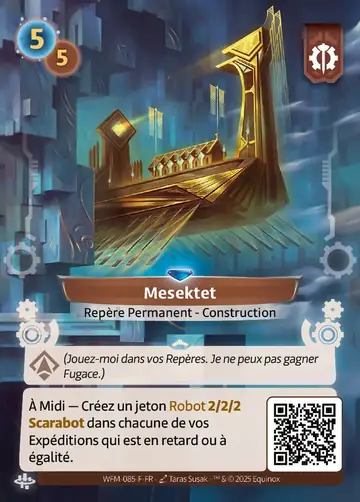 5
5
Mesektet
Repère Permanent - Construction
(Jouez-moi dans vos Repères. Je ne peux pas gagner
Fugace.)
À Midi — Créez un jeton Robot 2/2/2
Scarabot dans chacune de vos
Expéditions qui est en retard ou à
égalité.
WFM-085-F-FR - Taras Susak - ™ & © 2025 Equinox